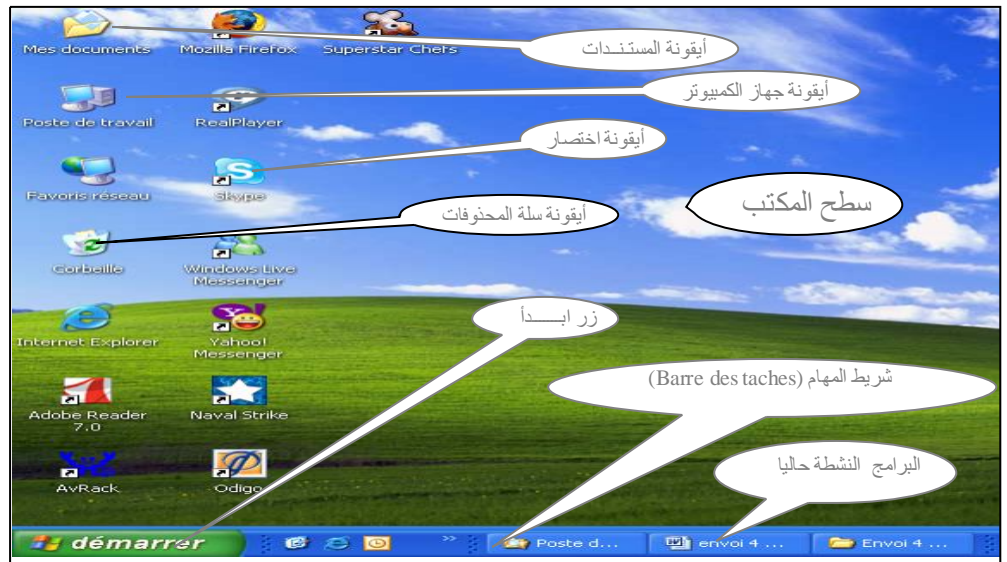 Mes documents
Mozilla Firefox
Superstar Chefs
أيقونة المستندات
أيقونة جهاز الكمبيوتر
Poste de travail
RealPlayer
أيقونة اختصار
Favoris réseau
Skype
سطح المكتب
أيقونة سلة المحذوفات
Corbeille
Windows Live
Messenger
زر ابــــدأ
Internet Explorer
Yahoo!
Messenger
شريط المهام (Barre des taches)
Adobe Reader
7.0
Naval Strike
البرامج النشطة حاليا
AvRack
Odigo
démarrer
Poste d...
envoi 4 ...
Envoi 4 ...